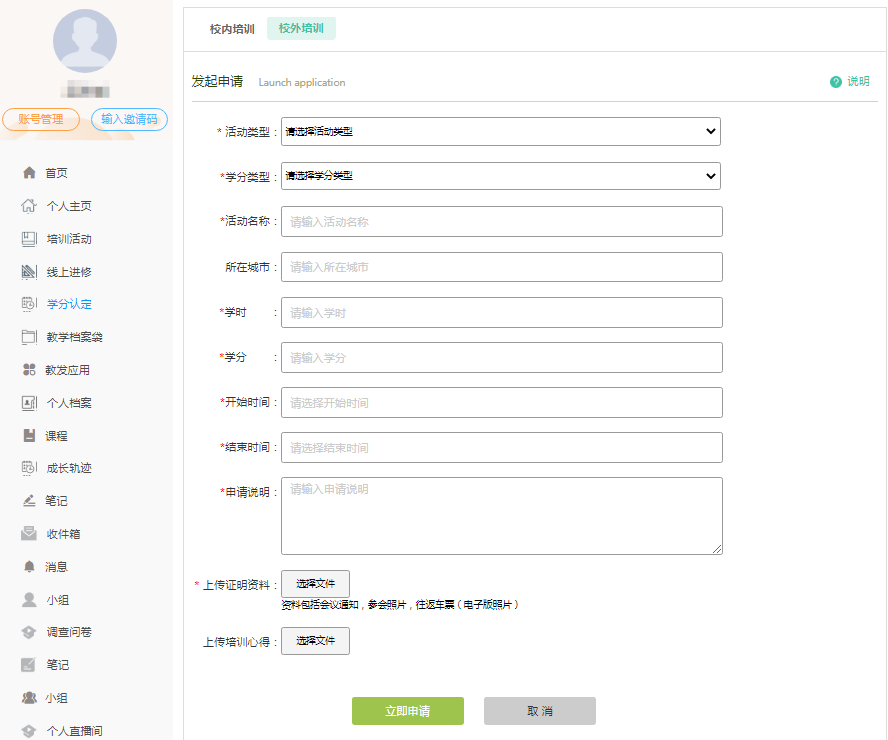 账号管理 输入邀请码
首页
个人主页
培训活动
线上进修
学分认定
教学档案袋
教发应用
个人档案
课程
成长轨迹
笔记
收件箱
消息
小组
调查问卷
笔记
小组
个人直播间
校内培训 校外培训
发起申请 Launch application ? 说明
* 活动类型 : 请选择活动类型
*学分类型 : 请选择学分类型
*活动名称 : 请输入活动名称
所在城市 : 请输入所在城市
*学时 : 请输入学时
*学分 : 请输入学分
*开始时间 : 请选择开始时间
*结束时间 : 请选择结束时间
*申请说明 : 请输入申请说明
* 上传证明资料 : 选择文件
资料包括会议通知，参会照片，往返车票（电子版照片）
上传培训心得 : 选择文件
立即申请 取 消